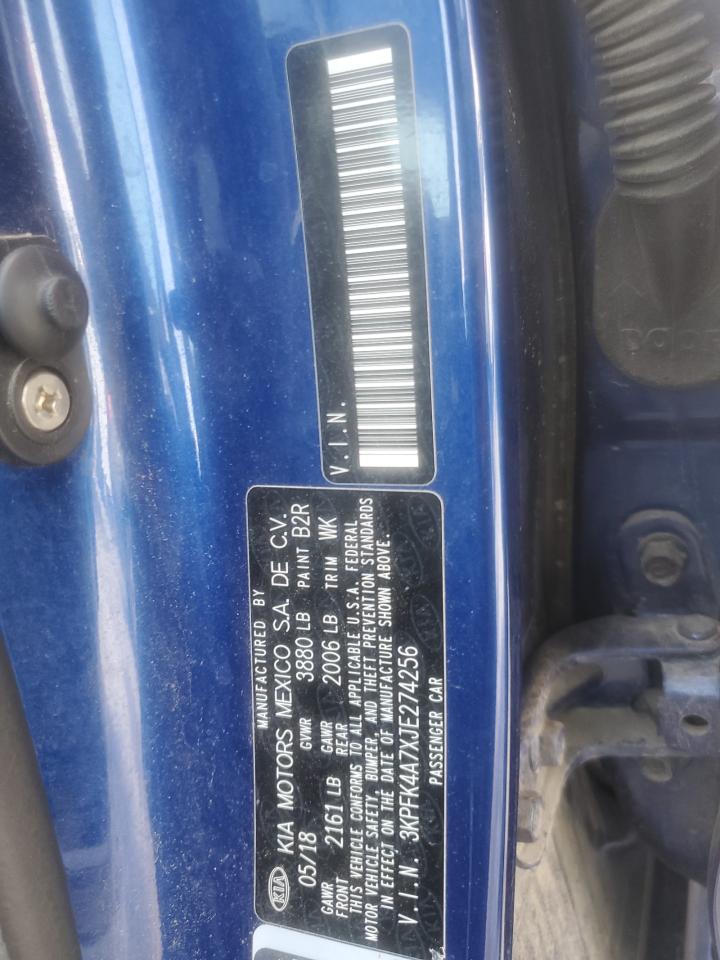 V.I.N.
MANUFACTURED BY
KIA KIA MOTORS MEXICO S.A. DE C.V.
05/18 GVWR 3880 LB PAINT B2R
GAWR FRONT 2161 LB GAWR REAR 2006 LB TRIM WK
THIS VEHICLE CONFORMS TO ALL APPLICABLE U.S.A. FEDERAL
MOTOR VEHICLE SAFETY, BUMPER, AND THEFT PREVENTION STANDARDS
IN EFFECT ON THE DATE OF MANUFACTURE SHOWN ABOVE.
V.I.N. 3KPFK4A7XJE274256
PASSENGER CAR